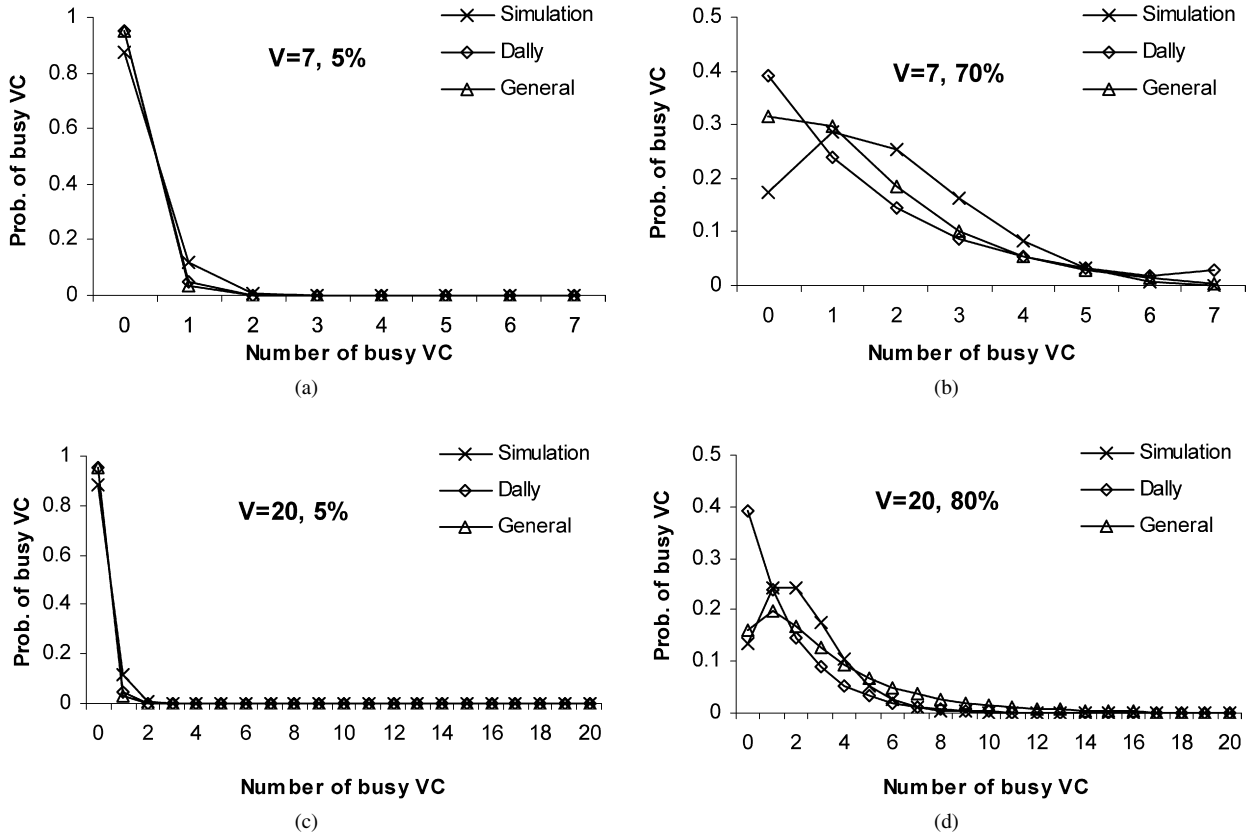 Simulation
Dally
General
V=7, 5%
Prob. of busy VC
1
0.8
0.6
0.4
0.2
0
0 1 2 3 4 5 6 7
Number of busy VC
(a)
Simulation
Dally
General
V=7, 70%
Prob. of busy VC
0.5
0.4
0.3
0.2
0.1
0
0 1 2 3 4 5 6 7
Number of busy VC
(b)
Simulation
Dally
General
V=20, 5%
Prob. of busy VC
1
0.8
0.6
0.4
0.2
0
0 2 4 6 8 10 12 14 16 18 20
Number of busy VC
(c)
Simulation
Dally
General
V=20, 80%
Prob. of busy VC
0.5
0.4
0.3
0.2
0.1
0
0 2 4 6 8 10 12 14 16 18 20
Number of busy VC
(d)